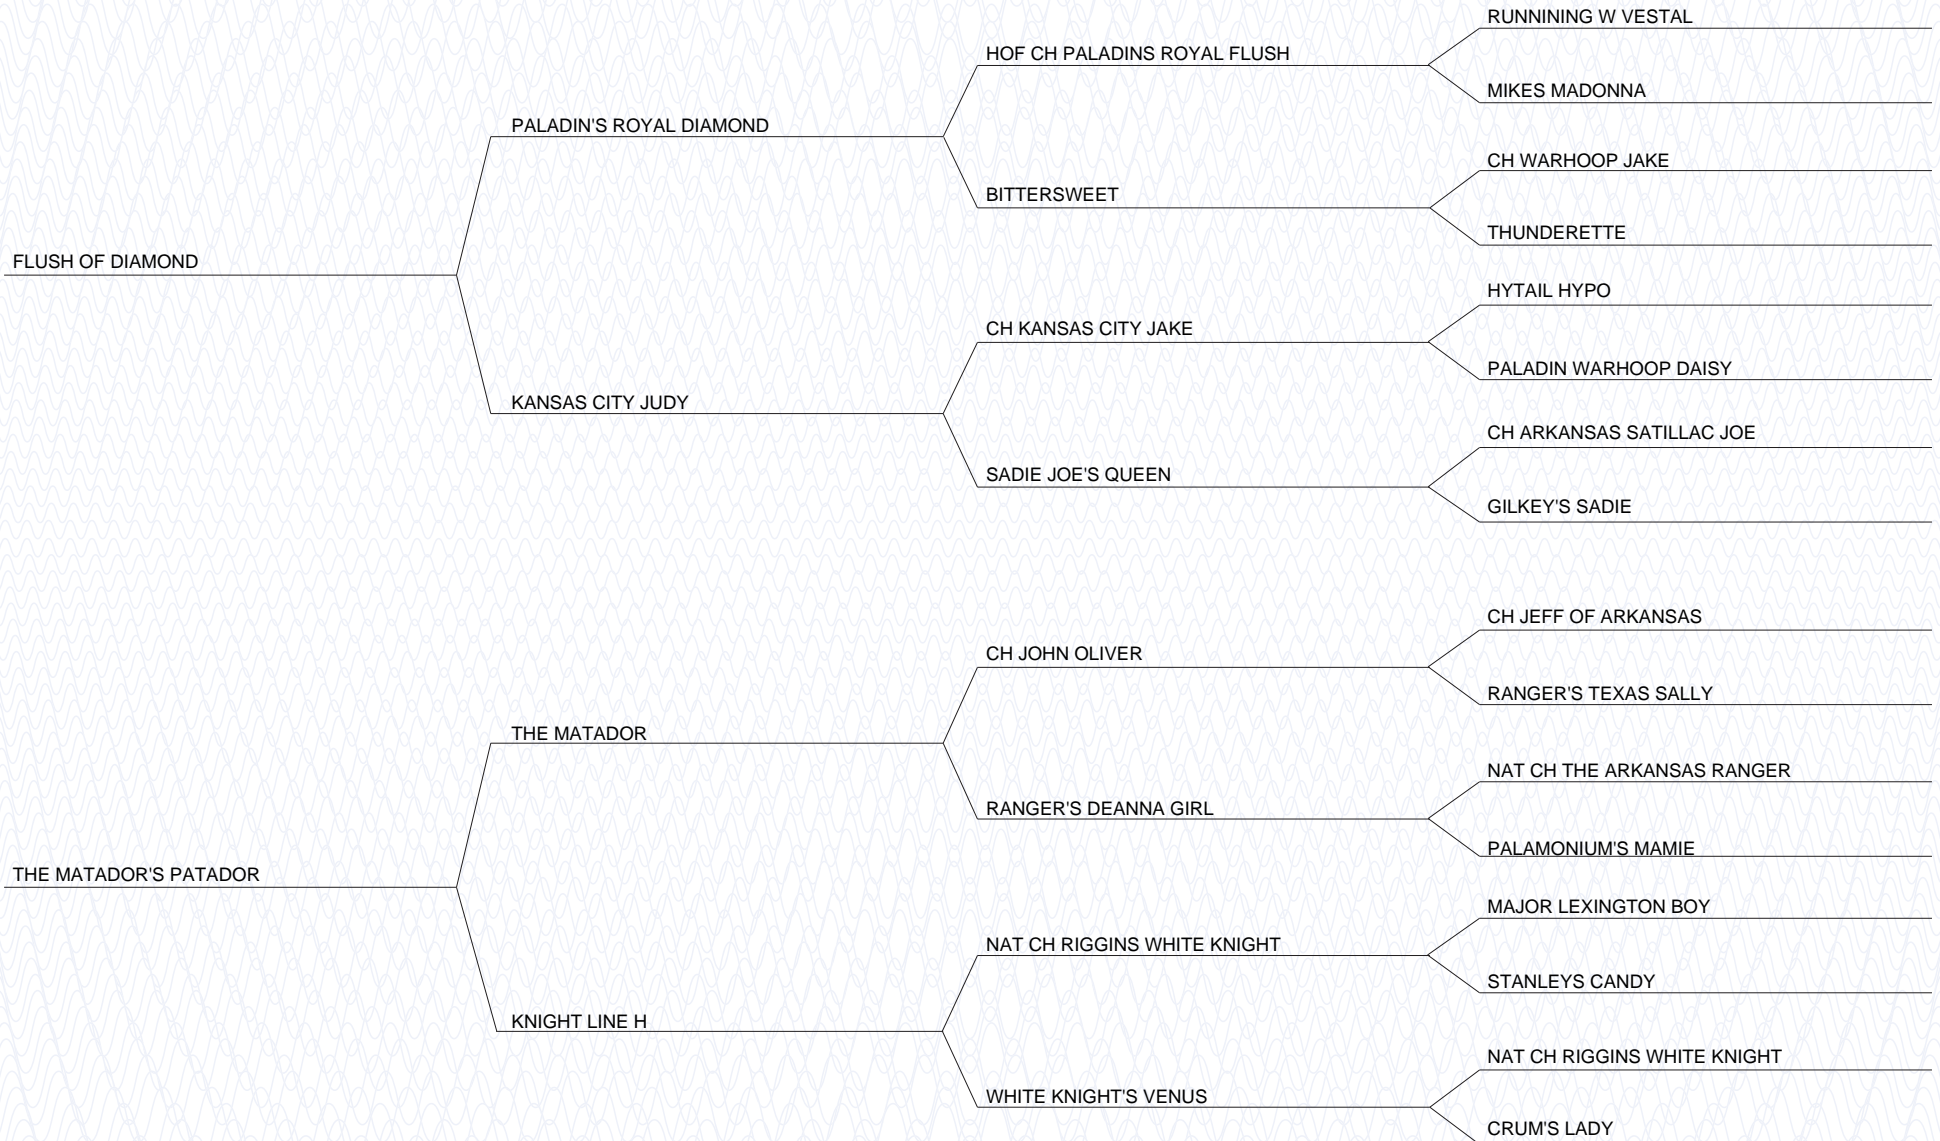 RUNNINING W VESTAL
HOF CH PALADINS ROYAL FLUSH
MIKES MADONNA
PALADIN'S ROYAL DIAMOND
CH WARHOOP JAKE
BITTERSWEET
THUNDERETTE
FLUSH OF DIAMOND
HYTAIL HYPO
CH KANSAS CITY JAKE
PALADIN WARHOOP DAISY
KANSAS CITY JUDY
CH ARKANSAS SATILLAC JOE
SADIE JOE'S QUEEN
GILKEY'S SADIE
CH JEFF OF ARKANSAS
CH JOHN OLIVER
RANGER'S TEXAS SALLY
THE MATADOR
NAT CH THE ARKANSAS RANGER
RANGER'S DEANNA GIRL
PALAMONIUM'S MAMIE
THE MATADOR'S PATADOR
MAJOR LEXINGTON BOY
NAT CH RIGGINS WHITE KNIGHT
STANLEYS CANDY
KNIGHT LINE H
NAT CH RIGGINS WHITE KNIGHT
WHITE KNIGHT'S VENUS
CRUM'S LADY